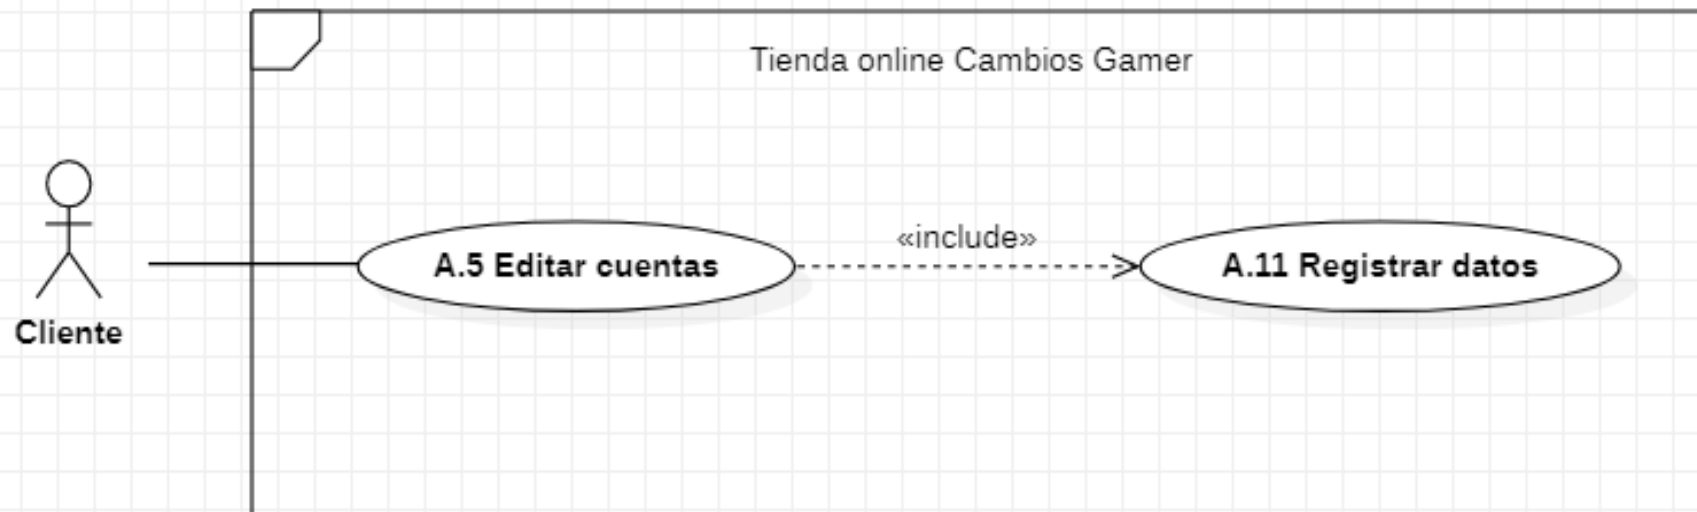 Tienda online Cambios Gamer
«include»
A.5 Editar cuentas
A.11 Registrar datos
Cliente